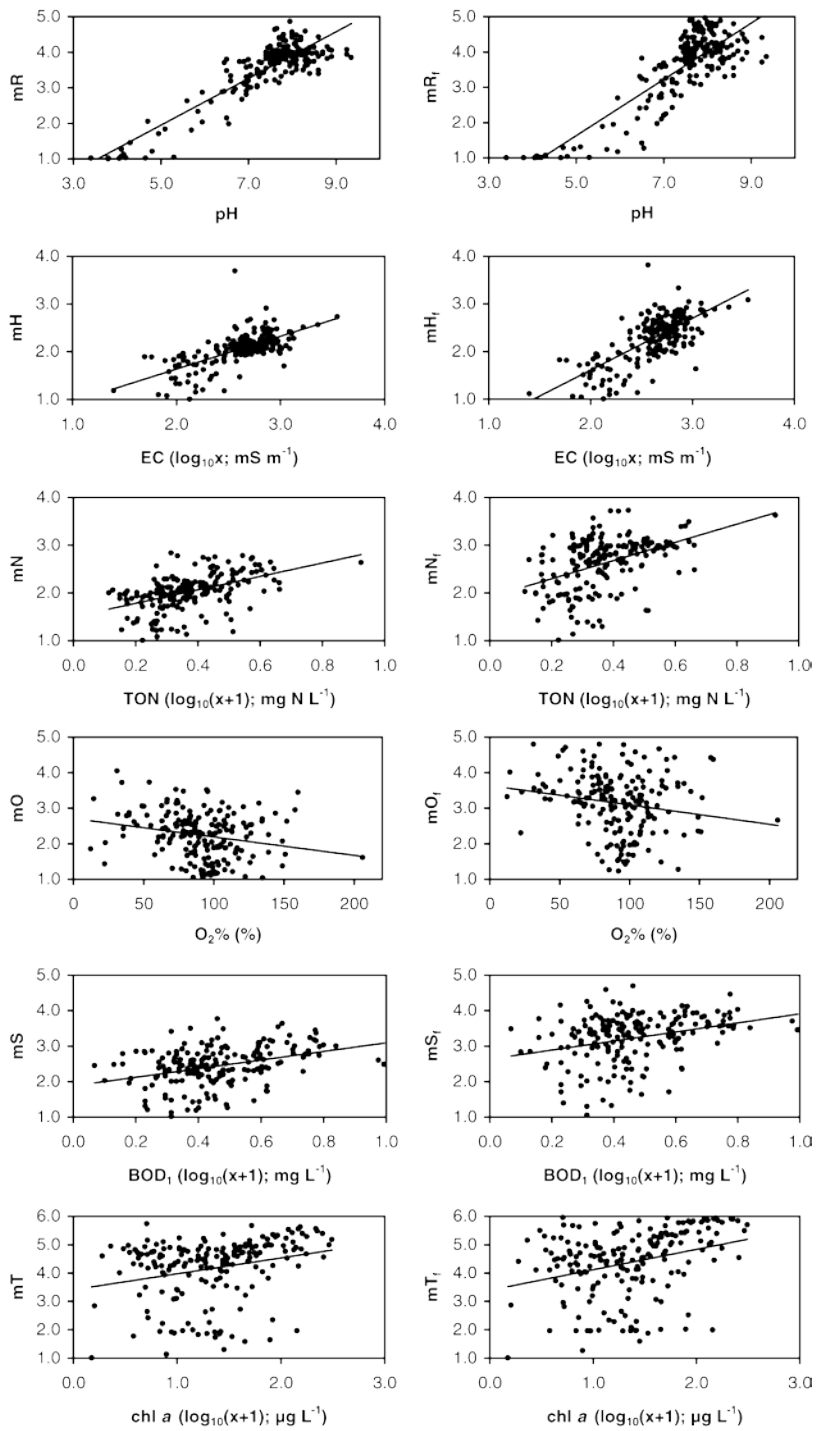 5.0 4.0 3.0 2.0 1.0
mR
3.0 5.0 7.0 9.0
pH
5.0 4.0 3.0 2.0 1.0
mRf
3.0 5.0 7.0 9.0
pH
4.0 3.0 2.0 1.0
mH
1.0 2.0 3.0 4.0
EC (log10x; mS m-1)
4.0 3.0 2.0 1.0
mHf
1.0 2.0 3.0 4.0
EC (log10x; mS m-1)
4.0 3.0 2.0 1.0
mN
0.0 0.2 0.4 0.6 0.8 1.0
TON (log10(x+1); mg N L-1)
4.0 3.0 2.0 1.0
mNf
0.0 0.2 0.4 0.6 0.8 1.0
TON (log10(x+1); mg N L-1)
5.0 4.0 3.0 2.0 1.0
mO
0 50 100 150 200
O2% (%)
5.0 4.0 3.0 2.0 1.0
mOf
0 50 100 150 200
O2% (%)
5.0 4.0 3.0 2.0 1.0
mS
0.0 0.2 0.4 0.6 0.8 1.0
BOD1 (log10(x+1); mg L-1)
5.0 4.0 3.0 2.0 1.0
mSf
0.0 0.2 0.4 0.6 0.8 1.0
BOD1 (log10(x+1); mg L-1)
6.0 5.0 4.0 3.0 2.0 1.0
mT
0.0 1.0 2.0 3.0
chl a (log10(x+1); µg L-1)
6.0 5.0 4.0 3.0 2.0 1.0
mTf
0.0 1.0 2.0 3.0
chl a (log10(x+1); µg L-1)